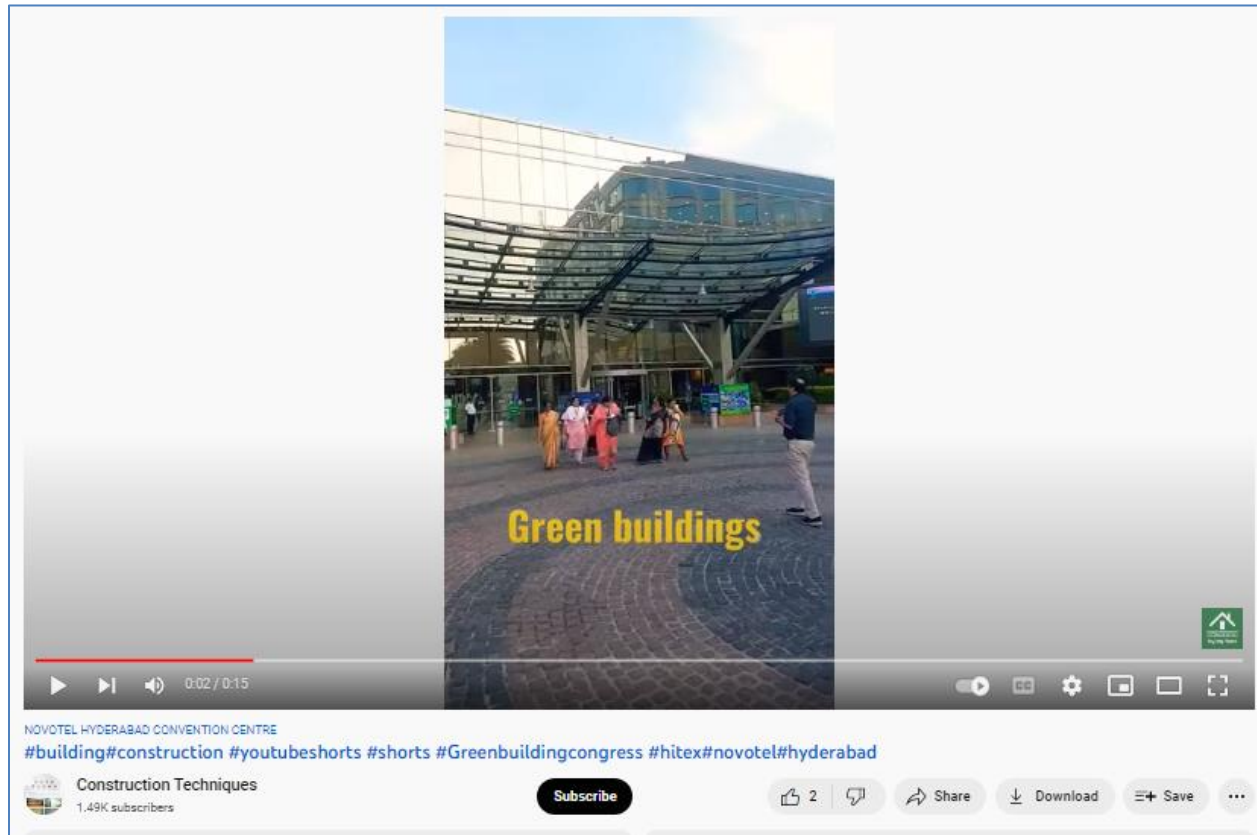 Green buildings
0:02 / 0:15
CC
NOVOTEL HYDERABAD CONVENTION CENTRE
#building#construction #youtubeshorts #shorts #Greenbuildingcongress #hitex#novotel#hyderabad
Construction Techniques
1.49K subscribers
Subscribe
2
Share
Download
Save